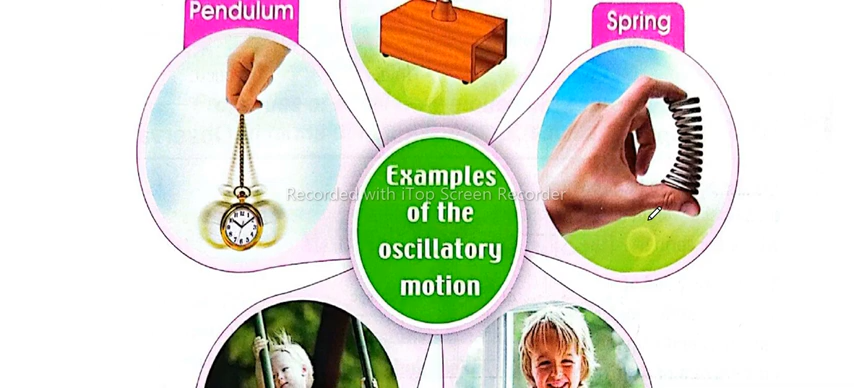 Pendulum
Spring
Examples
of the
oscillatory
motion
Recorded with iTop Screen Recorder